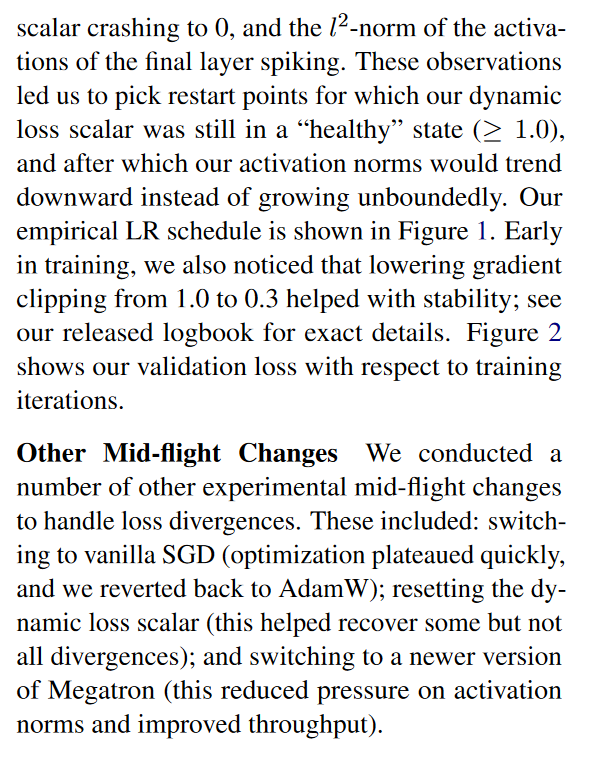 scalar crashing to 0, and the l²-norm of the activa-
tions of the final layer spiking. These observations
led us to pick restart points for which our dynamic
loss scalar was still in a “healthy” state (≥ 1.0),
and after which our activation norms would trend
downward instead of growing unboundedly. Our
empirical LR schedule is shown in Figure 1. Early
in training, we also noticed that lowering gradient
clipping from 1.0 to 0.3 helped with stability; see
our released logbook for exact details. Figure 2
shows our validation loss with respect to training
iterations.
Other Mid-flight Changes We conducted a
number of other experimental mid-flight changes
to handle loss divergences. These included: switch-
ing to vanilla SGD (optimization plateaued quickly,
and we reverted back to AdamW); resetting the dy-
namic loss scalar (this helped recover some but not
all divergences); and switching to a newer version
of Megatron (this reduced pressure on activation
norms and improved throughput).